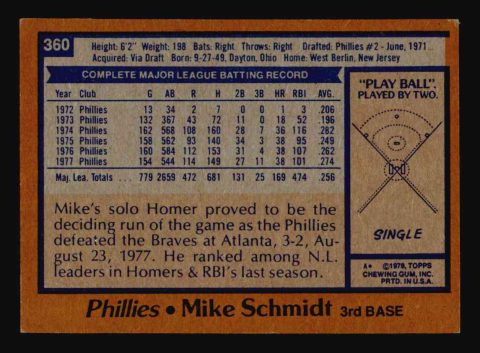 360
Height: 6'2" Weight: 198 Bats: Right Throws: Right Drafted: Phillies #2 - June, 1971...
Acquired: Via Draft Born: 9-27-49, Dayton, Ohio Home: West Berlin, New Jersey
COMPLETE MAJOR LEAGUE BATTING RECORD
Year Club G AB R H 2B 3B HR RBI AVG.
1972 Phillies 13 34 2 7 0 0 1 3 .206
1973 Phillies 132 367 43 72 11 0 18 52 .196
1974 Phillies 162 568 108 160 28 7 36 116 .282
1975 Phillies 158 562 93 140 34 3 38 95 .249
1976 Phillies 160 584 112 153 31 4 38 107 .262
1977 Phillies 154 544 114 149 27 11 38 101 .274
Maj. Lea. Totals ... 779 2659 472 681 131 25 169 474 .256
Mike's solo Homer proved to be the
deciding run of the game as the Phillies
defeated the Braves at Atlanta, 3-2, Au-
gust 23, 1977. He ranked among N.L.
leaders in Homers & RBI's last season.
"PLAY BALL".
PLAYED BY TWO.
SINGLE
A* ©1978, TOPPS
CHEWING GUM, INC.
PRTD. IN U.S.A.
Phillies • Mike Schmidt 3rd BASE